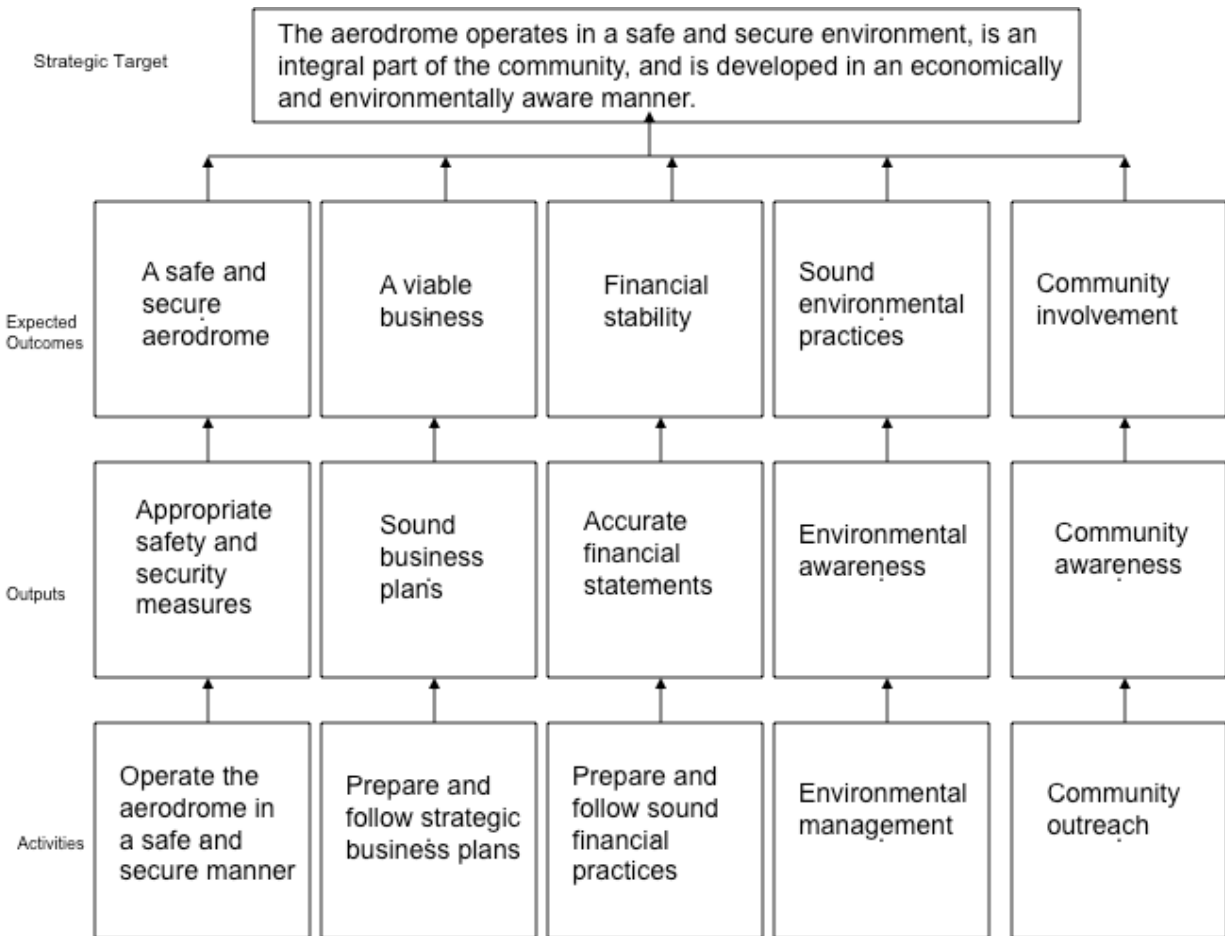 Strategic Target
The aerodrome operates in a safe and secure environment, is an
integral part of the community, and is developed in an economically
and environmentally aware manner.
Expected
Outcomes
A safe and
secure
aerodrome
A viable
business
Financial
stability
Sound
environmental
practices
Community
involvement
Outputs
Appropriate
safety and
security
measures
Sound
business
plans
Accurate
financial
statements
Environmental
awareness
Community
awareness
Activities
Operate the
aerodrome in
a safe and
secure manner
Prepare and
follow strategic
business plans
Prepare and
follow sound
financial
practices
Environmental
management
Community
outreach